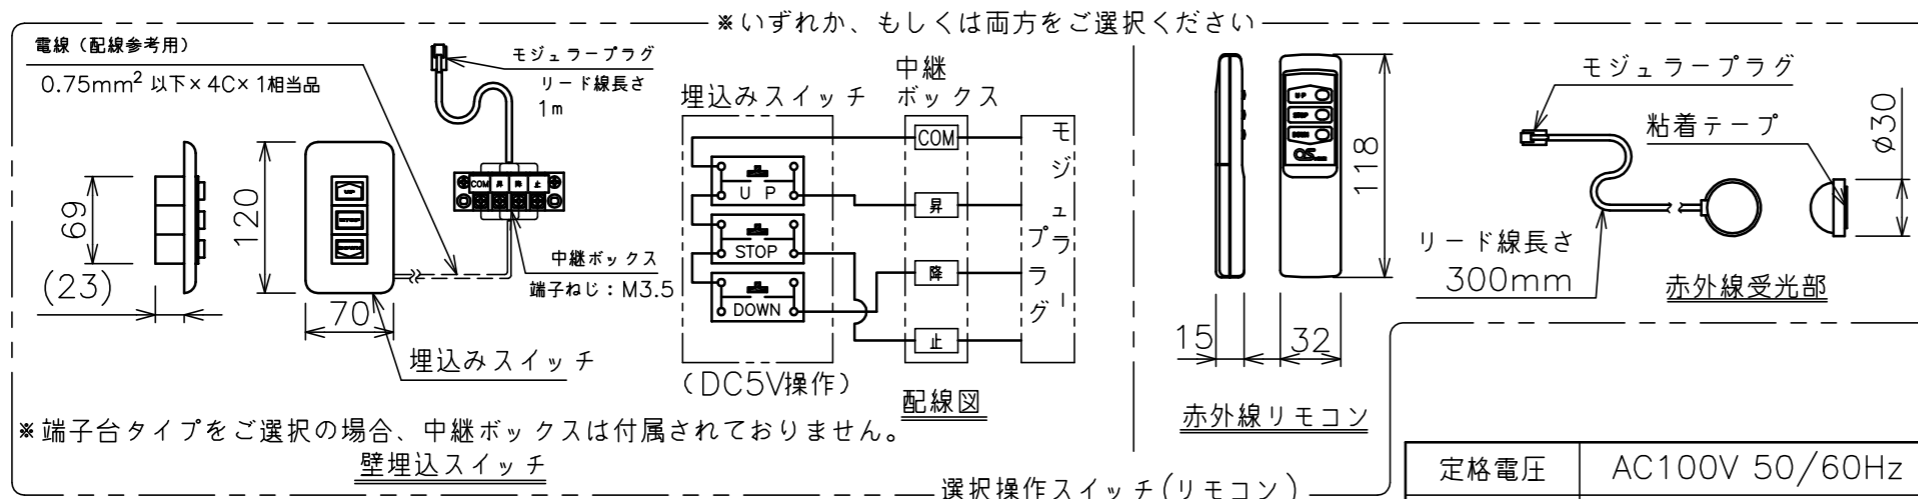 ※いずれか、もしくは両方をご選択ください
電線（配線参考用）
0.75mm² 以下×4C×1相当品
モジュラープラグ
リード線長さ
1m
COM 昇 降 止
中継ボックス
端子ねじ：M3.5
69
(23)
120
70
UP
埋込みスイッチ
埋込みスイッチ
中継
ボックス
UP
STOP
DOWN
COM
昇
降
止
モジュラープラグ
(DC5V操作)
配線図
※端子台タイプをご選択の場合、中継ボックスは付属されておりません。
壁埋込スイッチ
UP
STOP
DOWN
OS
118
15
32
赤外線リモコン
モジュラープラグ
粘着テープ
ø30
リード線長さ
300mm
赤外線受光部
選択操作スイッチ(リモコン)
定格電圧 AC100V 50/60Hz